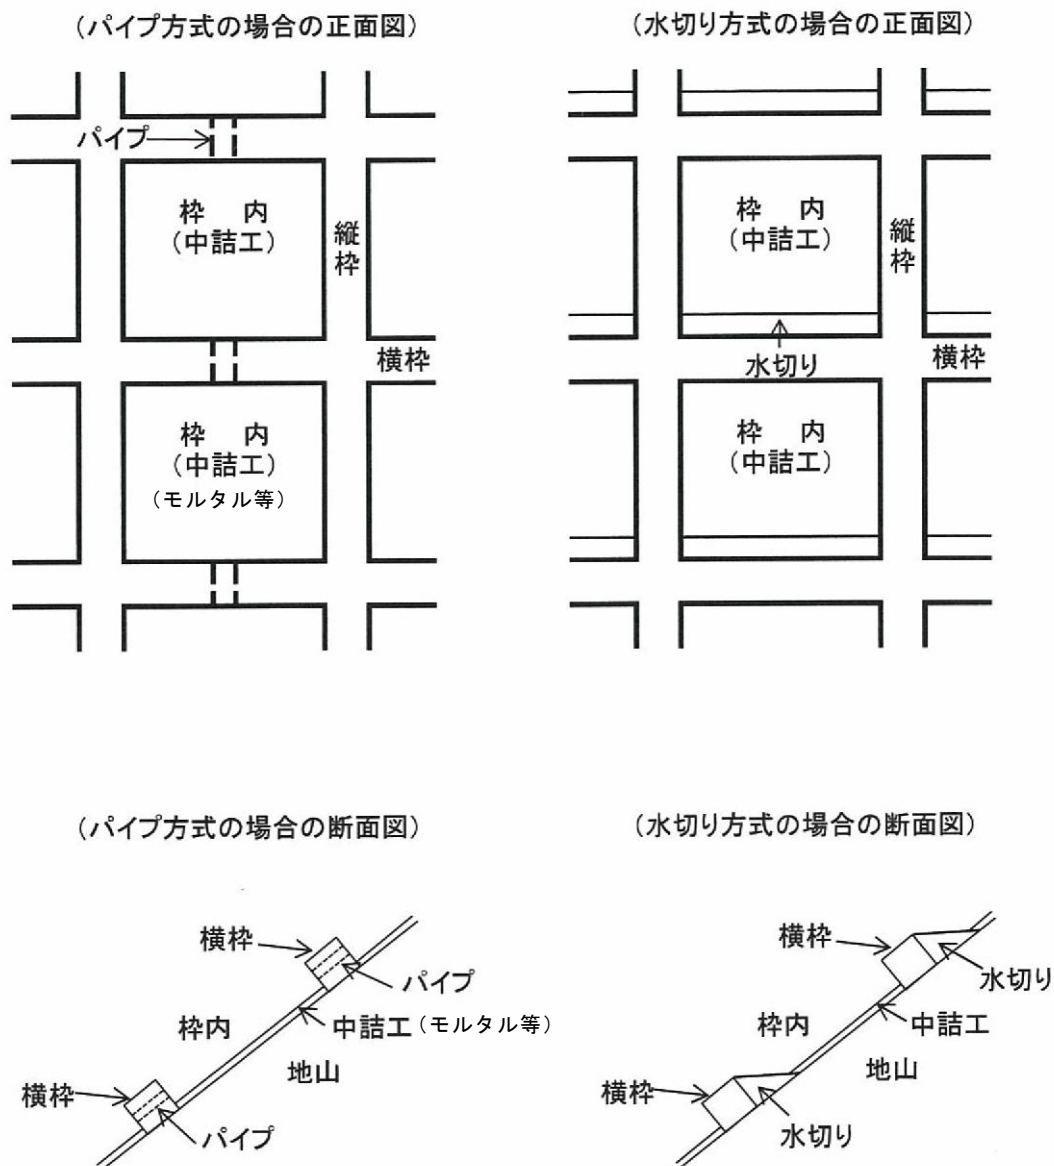 （パイプ方式の場合の正面図）
パイプ
枠　内
（中詰工）
縦枠
横枠
枠　内
（中詰工）
（モルタル等）
（水切り方式の場合の正面図）
枠　内
（中詰工）
縦枠
水切り
横枠
枠　内
（中詰工）
（パイプ方式の場合の断面図）
横枠
パイプ
枠内
中詰工（モルタル等）
地山
横枠
パイプ
（水切り方式の場合の断面図）
横枠
水切り
枠内
中詰工
地山
横枠
水切り